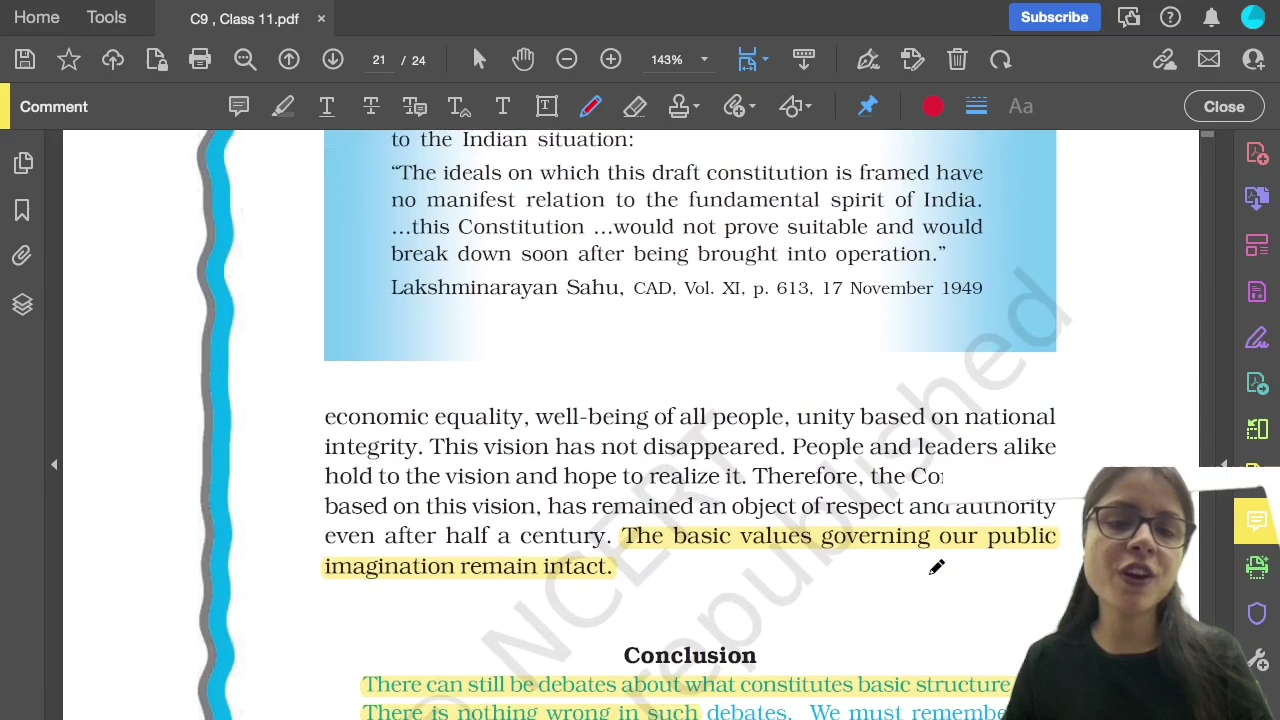 Home Tools C9 , Class 11.pdf × Subscribe
21 / 24 143%
Comment Close
to the Indian situation:
“The ideals on which this draft constitution is framed have
no manifest relation to the fundamental spirit of India.
…this Constitution …would not prove suitable and would
break down soon after being brought into operation.”
Lakshminarayan Sahu, CAD, Vol. XI, p. 613, 17 November 1949
economic equality, well-being of all people, unity based on national
integrity. This vision has not disappeared. People and leaders alike
hold to the vision and hope to realize it. Therefore, the
based on this vision, has remained an object of respect and authority
even after half a century. The basic values governing our public
imagination remain intact.
© NCERT
republished
Conclusion
There can still be debates about what constitutes basic structure.
There is nothing wrong in such debates. We must remember